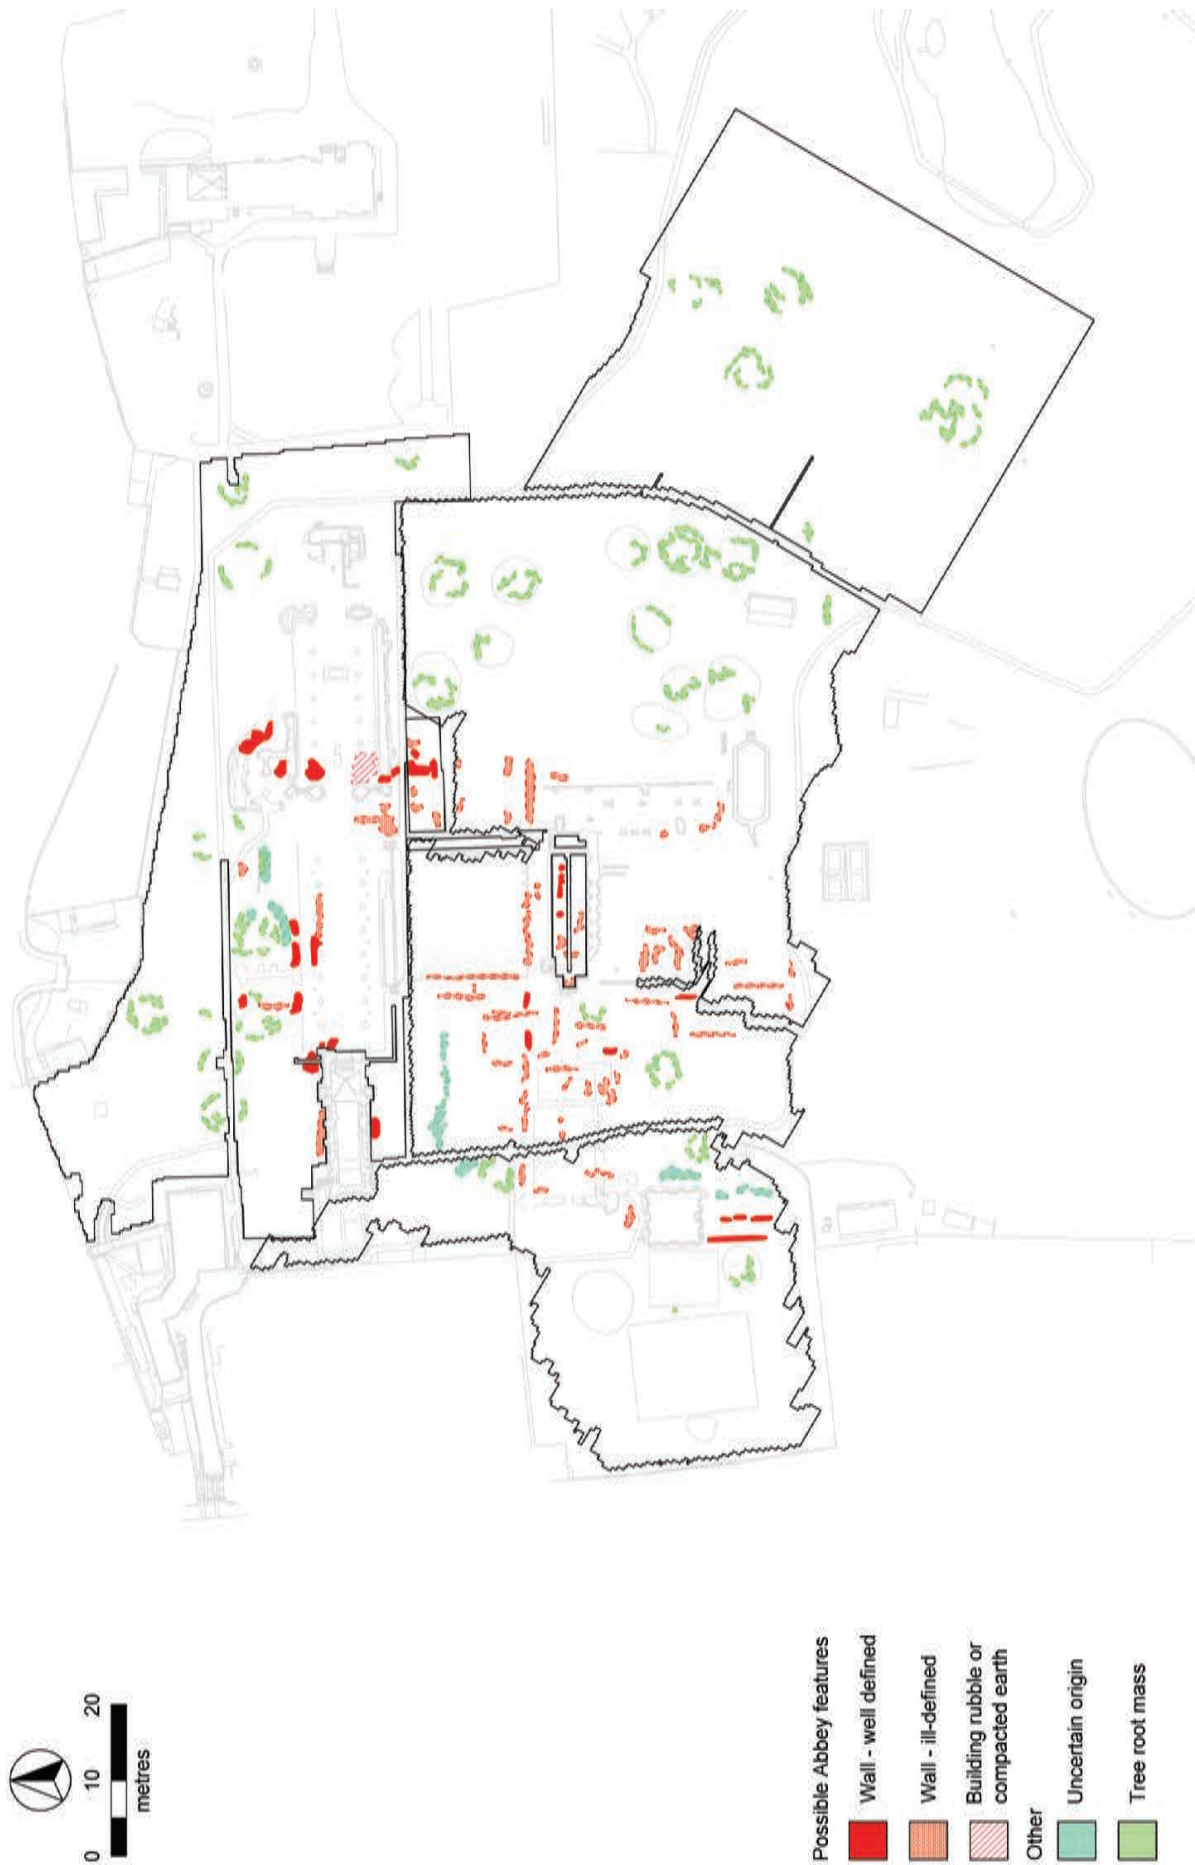 0 10 20
metres
Possible Abbey features
Wall - well defined
Wall - ill-defined
Building rubble or
compacted earth
Other
Uncertain origin
Tree root mass